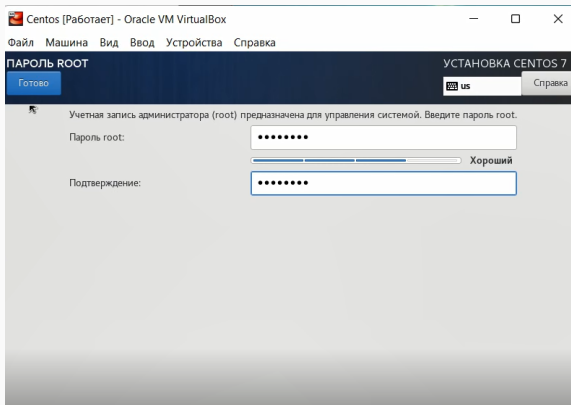 Centos [Работает] - Oracle VM VirtualBox
Файл Машина Вид Ввод Устройства Справка
ПАРОЛЬ ROOT
УСТАНОВКА CENTOS 7
Готово
us
Справка
Учетная запись администратора (root) предназначена для управления системой. Введите пароль root.
Пароль root: ●●●●●●●●
Хороший
Подтверждение: ●●●●●●●●